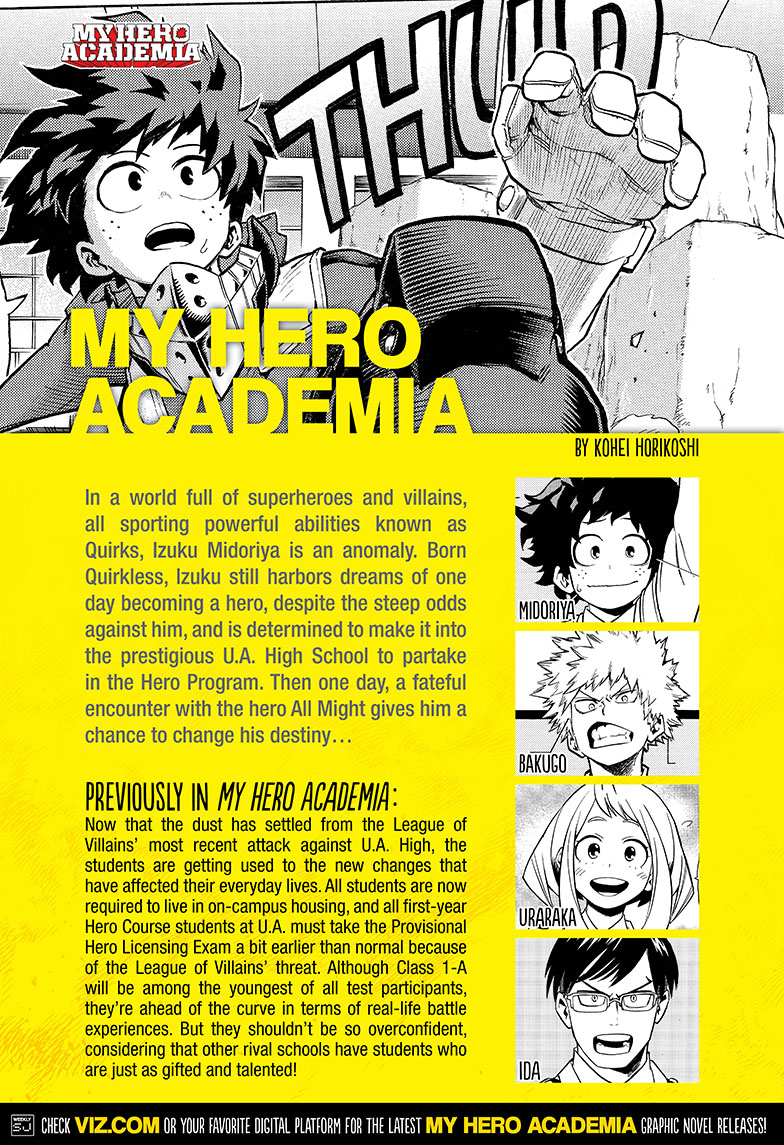 MY HERO
ACADEMIA
THUD
MY HERO
ACADEMIA
BY KOHEI HORIKOSHI
In a world full of superheroes and villains,
all sporting powerful abilities known as
Quirks, Izuku Midoriya is an anomaly. Born
Quirkless, Izuku still harbors dreams of one
day becoming a hero, despite the steep odds
against him, and is determined to make it into
the prestigious U.A. High School to partake
in the Hero Program. Then one day, a fateful
encounter with the hero All Might gives him a
chance to change his destiny…
PREVIOUSLY IN MY HERO ACADEMIA:
Now that the dust has settled from the League of
Villains’ most recent attack against U.A. High, the
students are getting used to the new changes that
have affected their everyday lives. All students are now
required to live in on-campus housing, and all first-year
Hero Course students at U.A. must take the Provisional
Hero Licensing Exam a bit earlier than normal because
of the League of Villains’ threat. Although Class 1-A
will be among the youngest of all test participants,
they’re ahead of the curve in terms of real-life battle
experiences. But they shouldn’t be so overconfident,
considering that other rival schools have students who
are just as gifted and talented!
MIDORIYA
BAKUGO
URARAKA
IDA
WEEKLY
SJ
CHECK VIZ.COM OR YOUR FAVORITE DIGITAL PLATFORM FOR THE LATEST MY HERO ACADEMIA GRAPHIC NOVEL RELEASES!